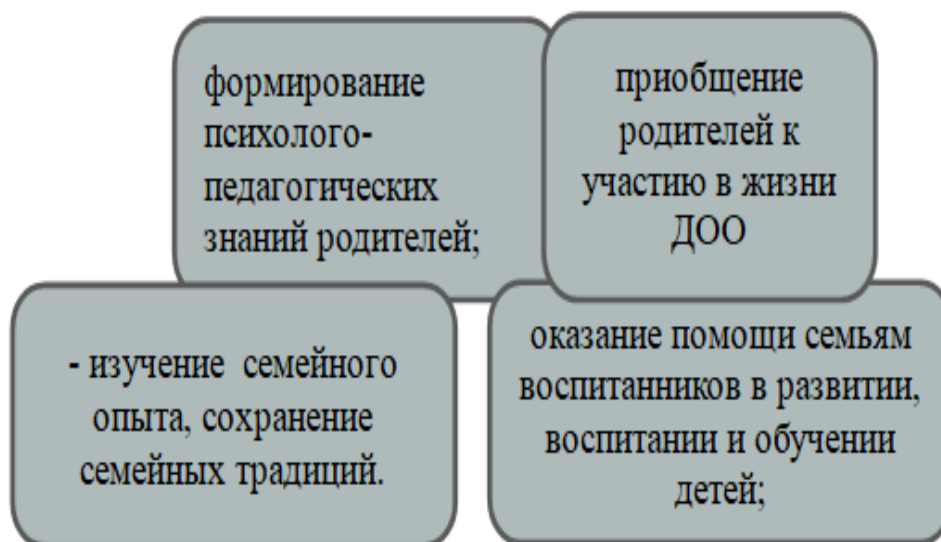 формирование
психолого-
педагогических
знаний родителей;
приобщение
родителей к
участию в жизни
ДОО
- изучение семейного
опыта, сохранение
семейных традиций.
оказание помощи семьям
воспитанников в развитии,
воспитании и обучении
детей;